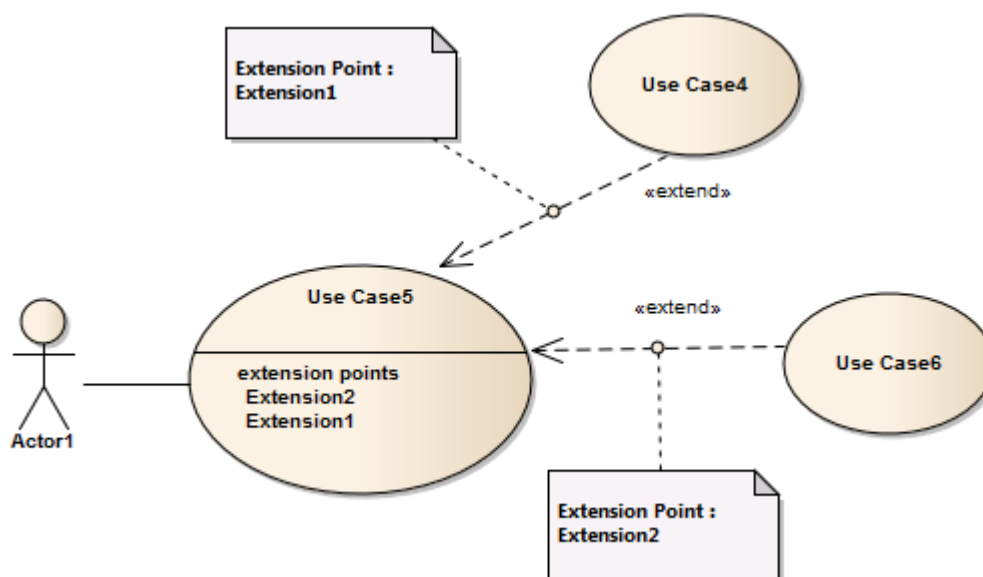 Extension Point :
Extension1
Use Case4
«extend»
Use Case5
«extend»
extension points
Extension2
Extension1
Use Case6
Actor1
Extension Point :
Extension2